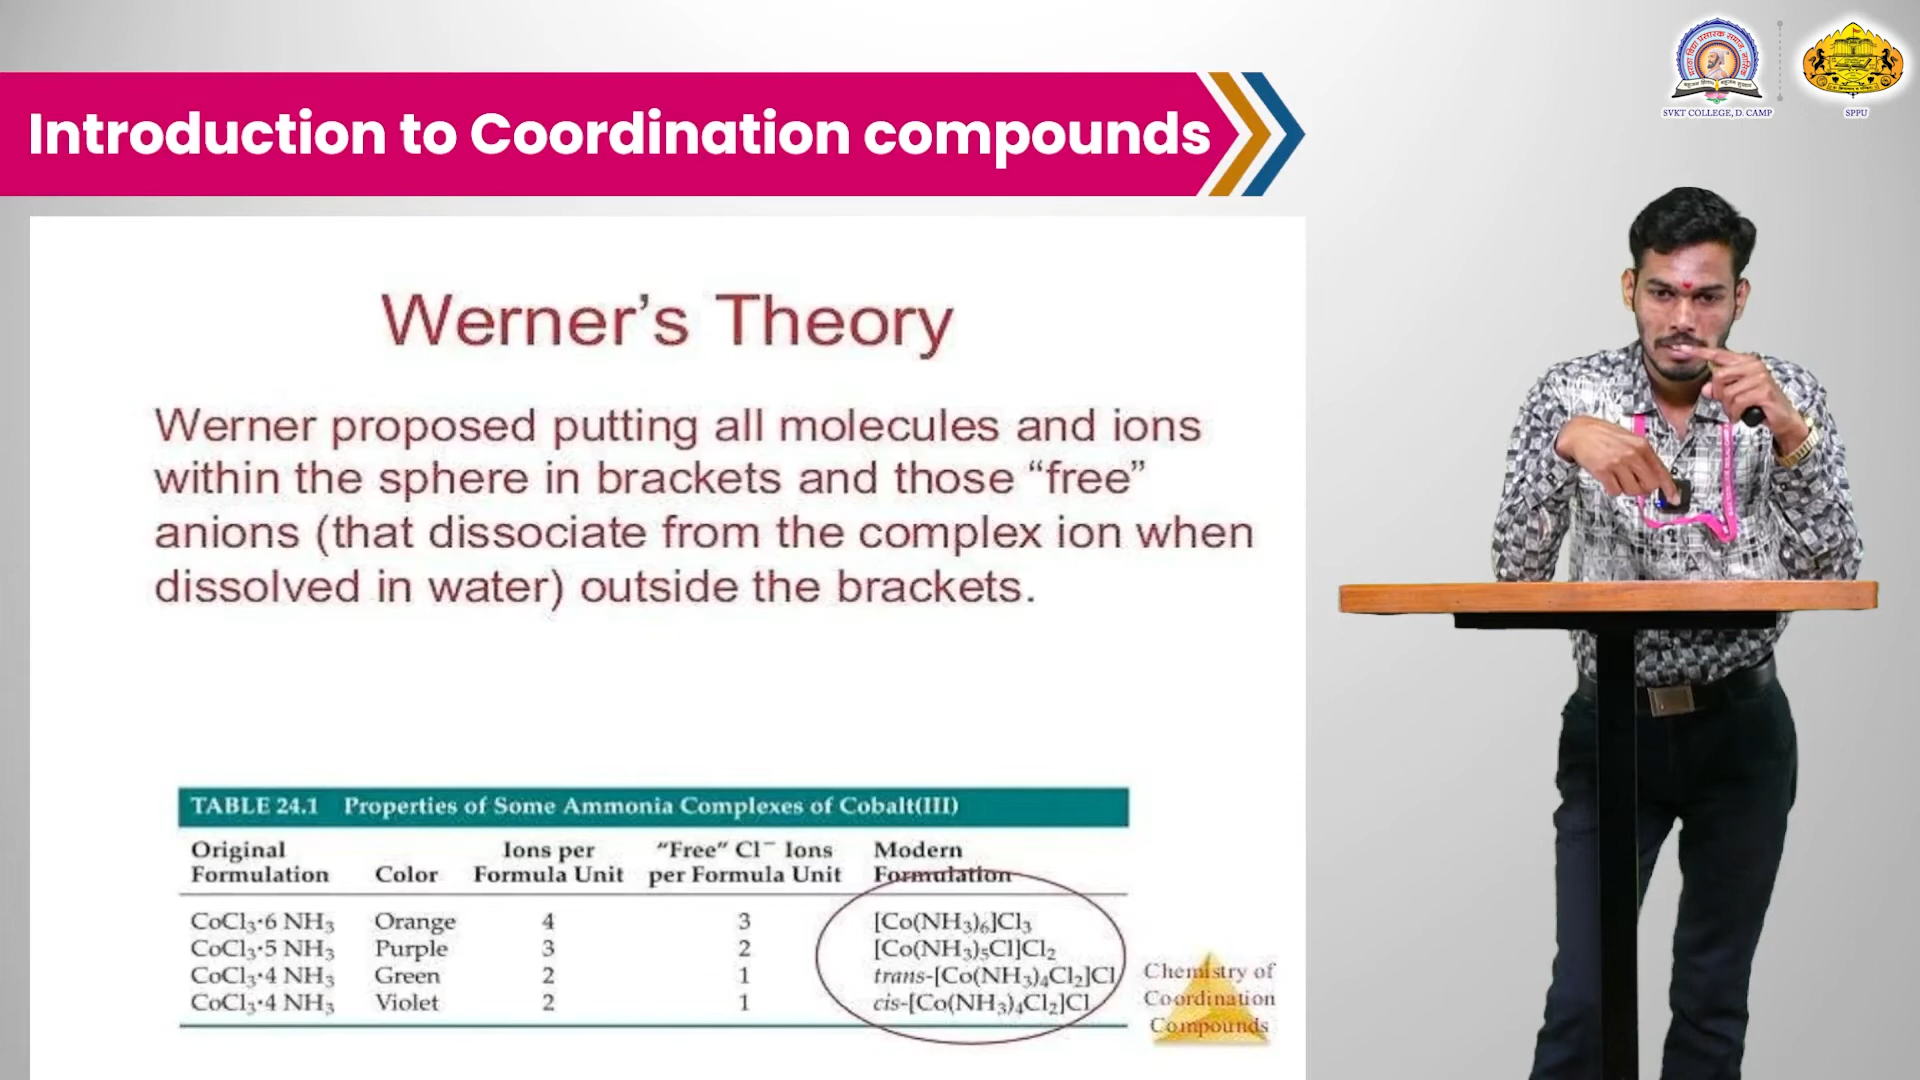 SVKT COLLEGE, D. CAMP
SPPU
Introduction to Coordination compounds
Werner's Theory
Werner proposed putting all molecules and ions
within the sphere in brackets and those “free”
anions (that dissociate from the complex ion when
dissolved in water) outside the brackets.
TABLE 24.1 Properties of Some Ammonia Complexes of Cobalt(III)
Original Formulation Color Ions per Formula Unit “Free” Cl⁻ Ions per Formula Unit Modern Formulation
CoCl₃·6 NH₃ Orange 4 3 [Co(NH₃)₆]Cl₃
CoCl₃·5 NH₃ Purple 3 2 [Co(NH₃)₅Cl]Cl₂
CoCl₃·4 NH₃ Green 2 1 trans-[Co(NH₃)₄Cl₂]Cl
CoCl₃·4 NH₃ Violet 2 1 cis-[Co(NH₃)₄Cl₂]Cl
Chemistry of
Coordination
Compounds